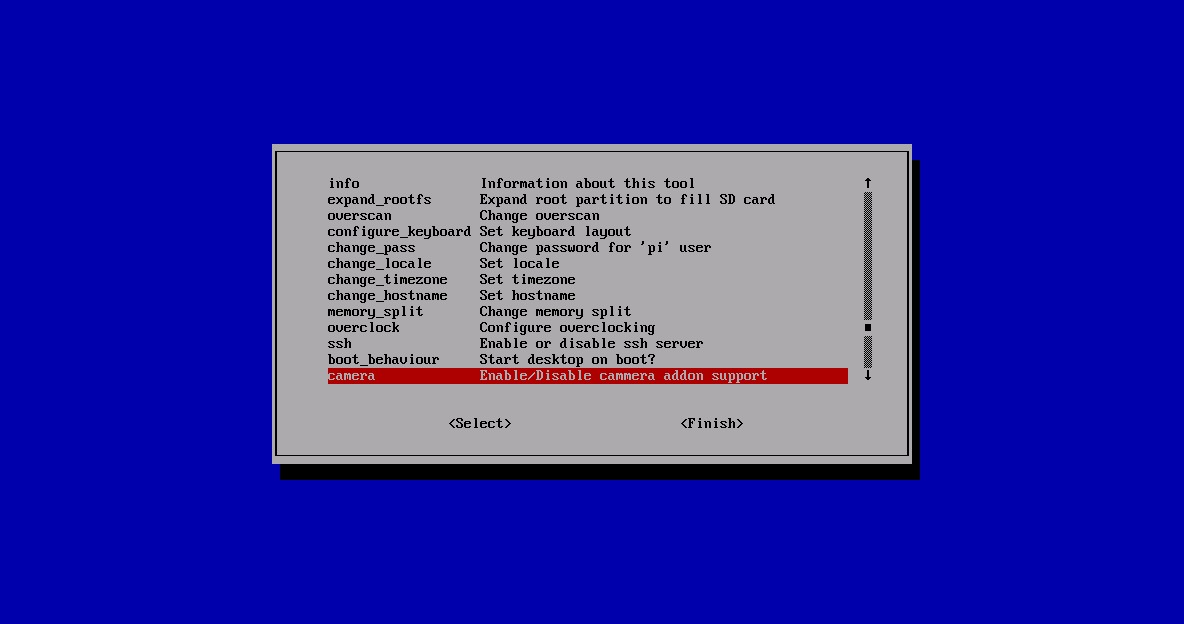 info Information about this tool
expand_rootfs Expand root partition to fill SD card
overscan Change overscan
configure_keyboard Set keyboard layout
change_pass Change password for 'pi' user
change_locale Set locale
change_timezone Set timezone
change_hostname Set hostname
memory_split Change memory split
overclock Configure overclocking
ssh Enable or disable ssh server
boot_behaviour Start desktop on boot?
camera Enable/Disable cammera addon support
<Select> <Finish>